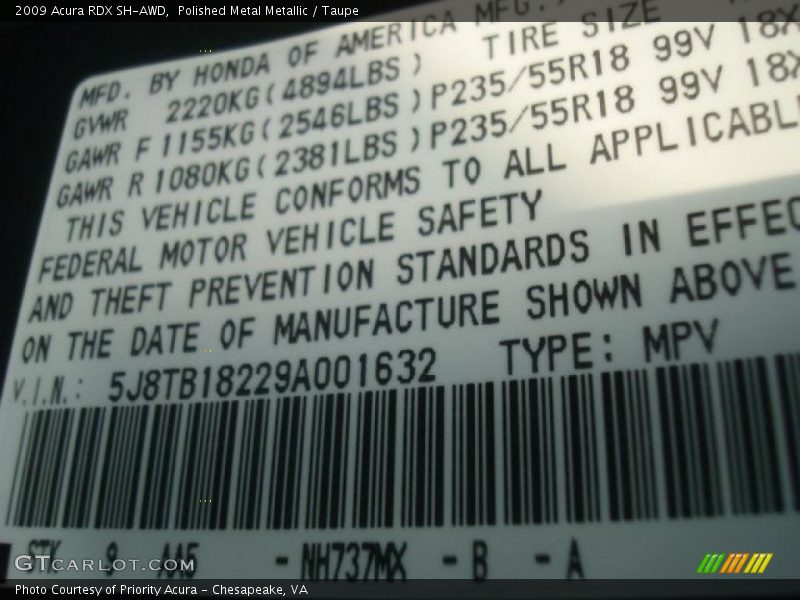 2009 Acura RDX SH-AWD, Polished Metal Metallic / Taupe
MFD. BY HONDA OF AMERICA MFG.,
GVWR 2220KG(4894LBS) TIRE SIZE
GAWR F 1155KG(2546LBS)P235/55R18 99V 18X
GAWR R 1080KG(2381LBS)P235/55R18 99V 18X
THIS VEHICLE CONFORMS TO ALL APPLICABL
FEDERAL MOTOR VEHICLE SAFETY
AND THEFT PREVENTION STANDARDS IN EFFEC
ON THE DATE OF MANUFACTURE SHOWN ABOVE
V.I.N.: 5J8TB18229A001632 TYPE: MPV
STK 9 AA5 -NH737MX -B -A
GTCARLOT.COM
Photo Courtesy of Priority Acura - Chesapeake, VA